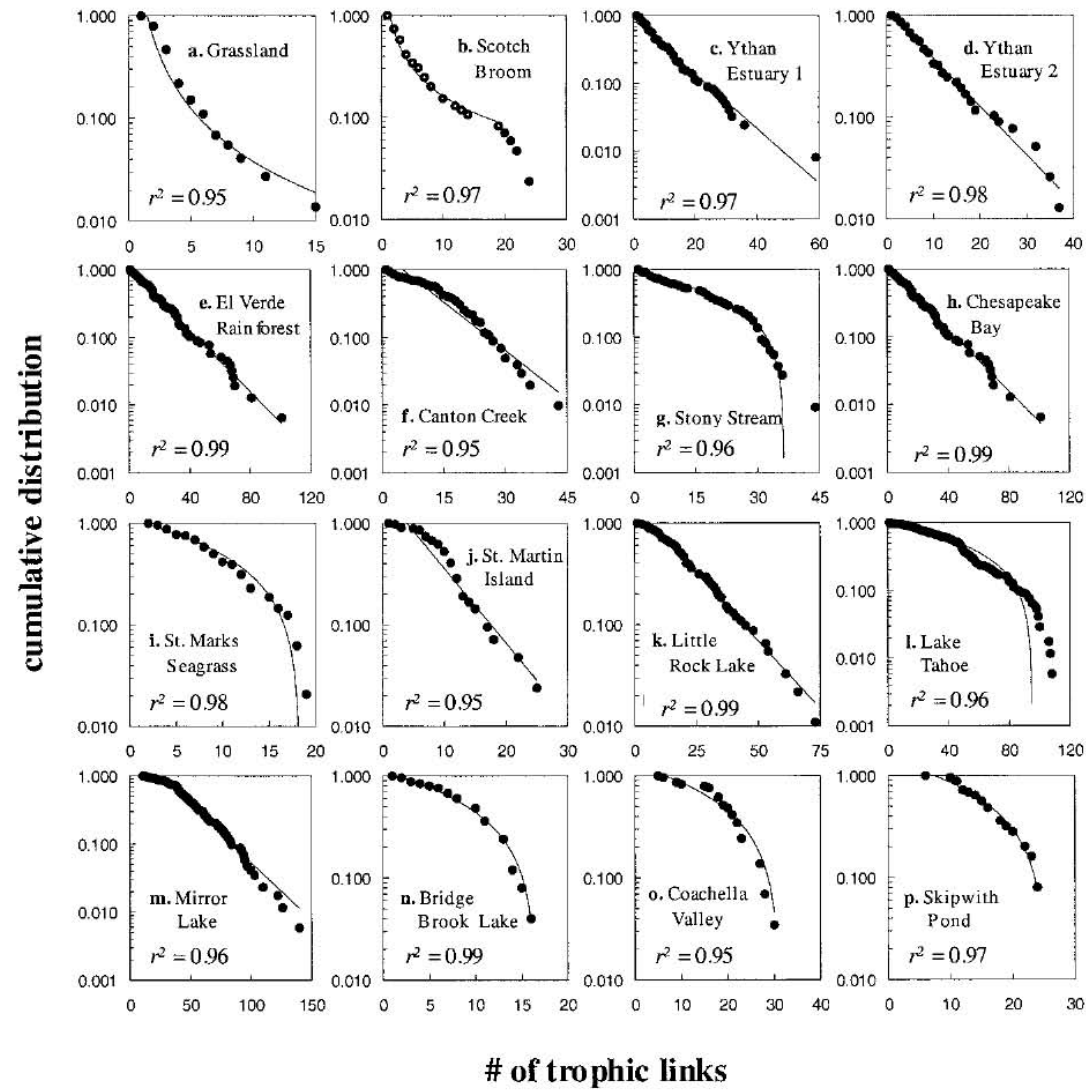 cumulative distribution
1.000
0.100
0.010
a. Grassland
r² = 0.95
0 5 10 15
1.000
0.100
0.010
b. Scotch
Broom
r² = 0.97
0 10 20 30
1.000
0.100
0.010
0.001
c. Ythan
Estuary 1
r² = 0.97
0 20 40 60
1.000
0.100
0.010
d. Ythan
Estuary 2
r² = 0.98
0 10 20 30 40
1.000
0.100
0.010
0.001
e. El Verde
Rainforest
r² = 0.99
0 40 80 120
1.000
0.100
0.010
0.001
f. Canton Creek
r² = 0.95
0 15 30 45
1.000
0.100
0.010
0.001
g. Stony Stream
r² = 0.96
0 15 30 45
1.000
0.100
0.010
0.001
h. Chesapeake
Bay
r² = 0.99
0 40 80 120
1.000
0.100
0.010
i. St. Marks
Seagrass
r² = 0.98
0 5 10 15 20
1.000
0.100
0.010
j. St. Martin
Island
r² = 0.95
0 10 20 30
1.000
0.100
0.010
k. Little
Rock Lake
r² = 0.99
0 25 50 75
1.000
0.100
0.010
0.001
l. Lake
Tahoe
r² = 0.96
0 40 80 120
1.000
0.100
0.010
0.001
m. Mirror
Lake
r² = 0.96
0 50 100 150
1.000
0.100
0.010
n. Bridge
Brook Lake
r² = 0.99
0 5 10 15 20
1.000
0.100
0.010
o. Coachella
Valley
r² = 0.95
0 10 20 30 40
1.000
0.100
0.010
p. Skipwith
Pond
r² = 0.97
0 10 20 30
# of trophic links